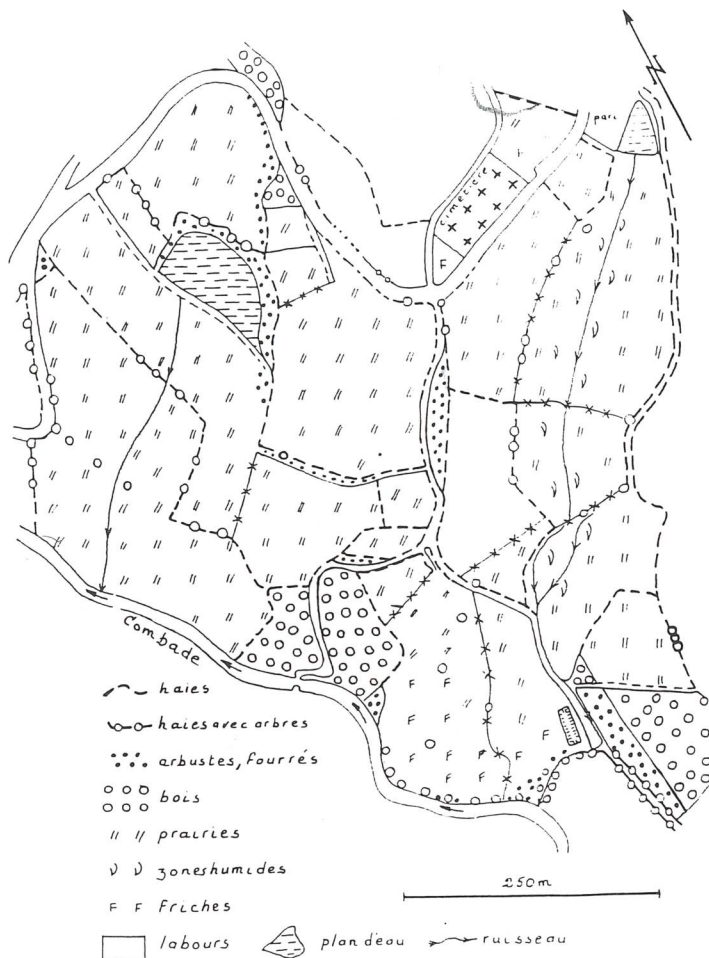 parc
cimetière
F
Combade
haies
haies avec arbres
arbustes, fourrés
bois
prairies
zones humides
F F friches
labours plan d'eau ruisseau
250m
F
F F
F F
F
F F
F F F
F